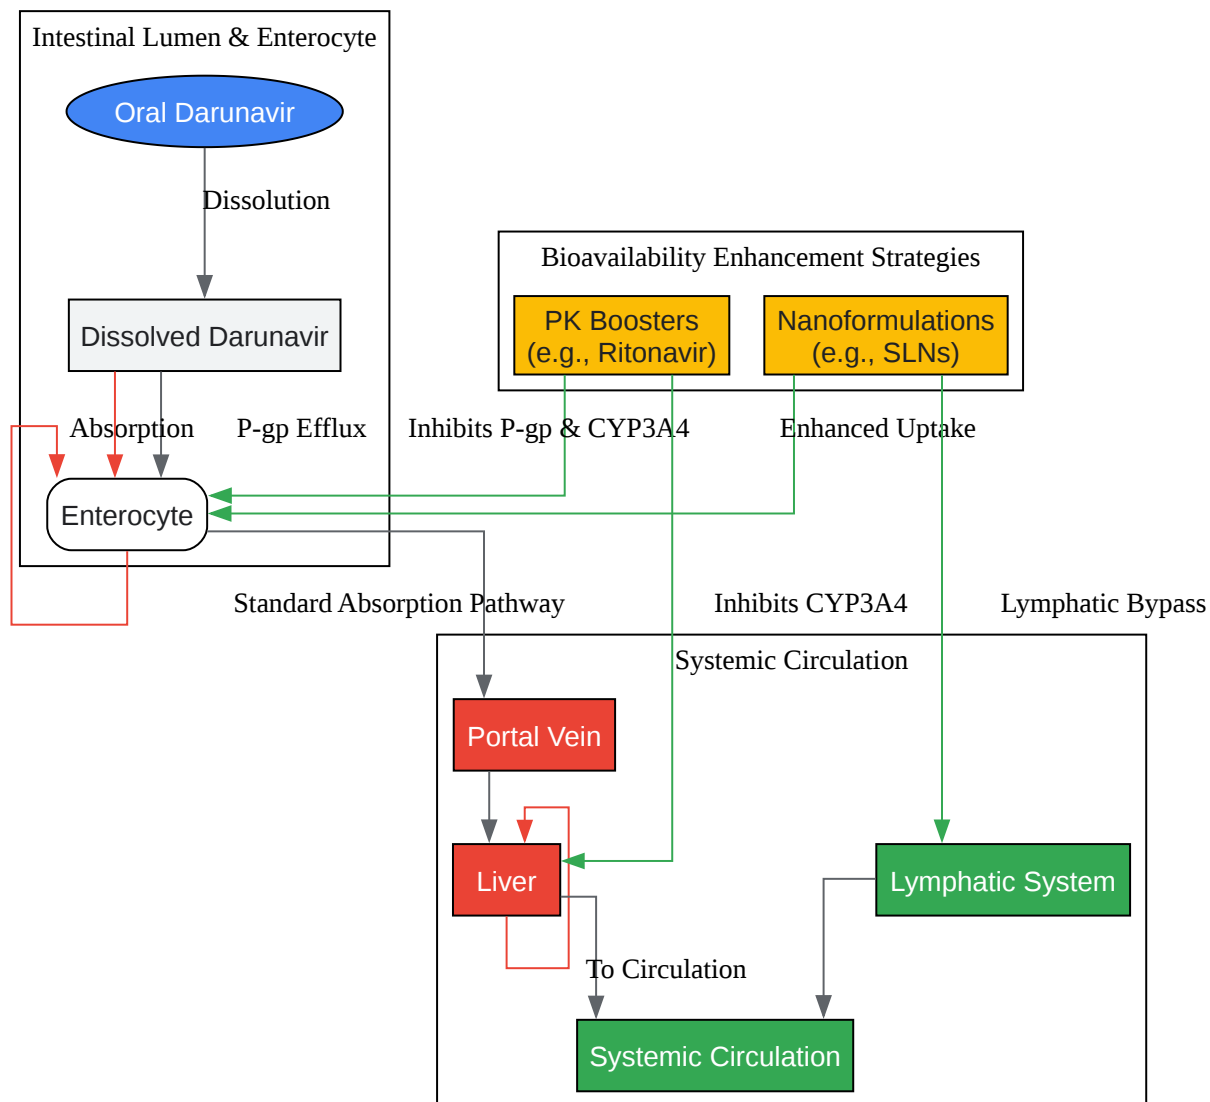 Intestinal Lumen & Enterocyte
Oral Darunavir
Dissolution
Bioavailability Enhancement Strategies
PK Boosters
(e.g., Ritonavir)
Nanoformulations
(e.g., SLNs)
Dissolved Darunavir
Absorption
P-gp Efflux
Inhibits P-gp & CYP3A4
Enhanced Uptake
Enterocyte
Standard Absorption Pathway
Inhibits CYP3A4
Lymphatic Bypass
Systemic Circulation
Portal Vein
Liver
Lymphatic System
To Circulation
Systemic Circulation